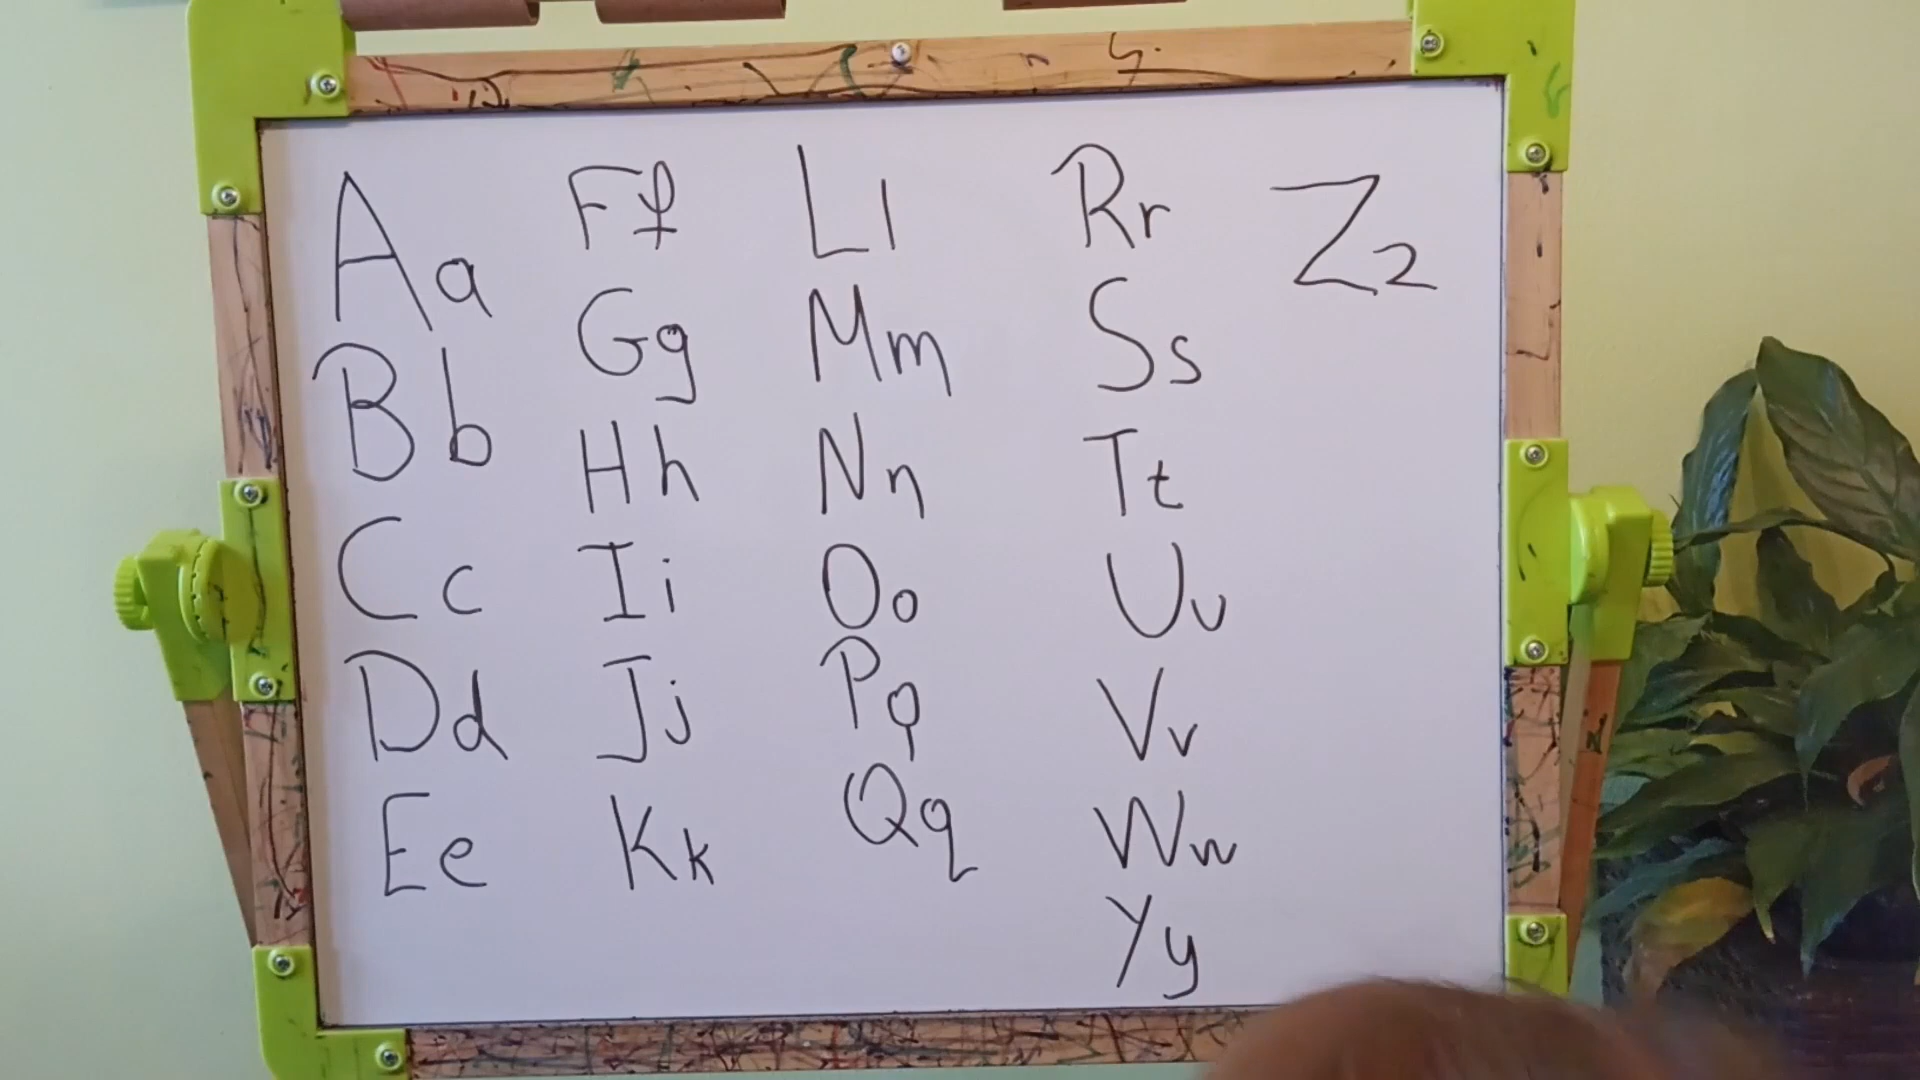 Aa
Bb
Cc
Dd
Ee
Ff
Gg
Hh
Ii
Jj
Kk
Ll
Mm
Nn
Oo
Pp
Qq
Rr
Ss
Tt
Uu
Vv
Ww
Yy
Zz